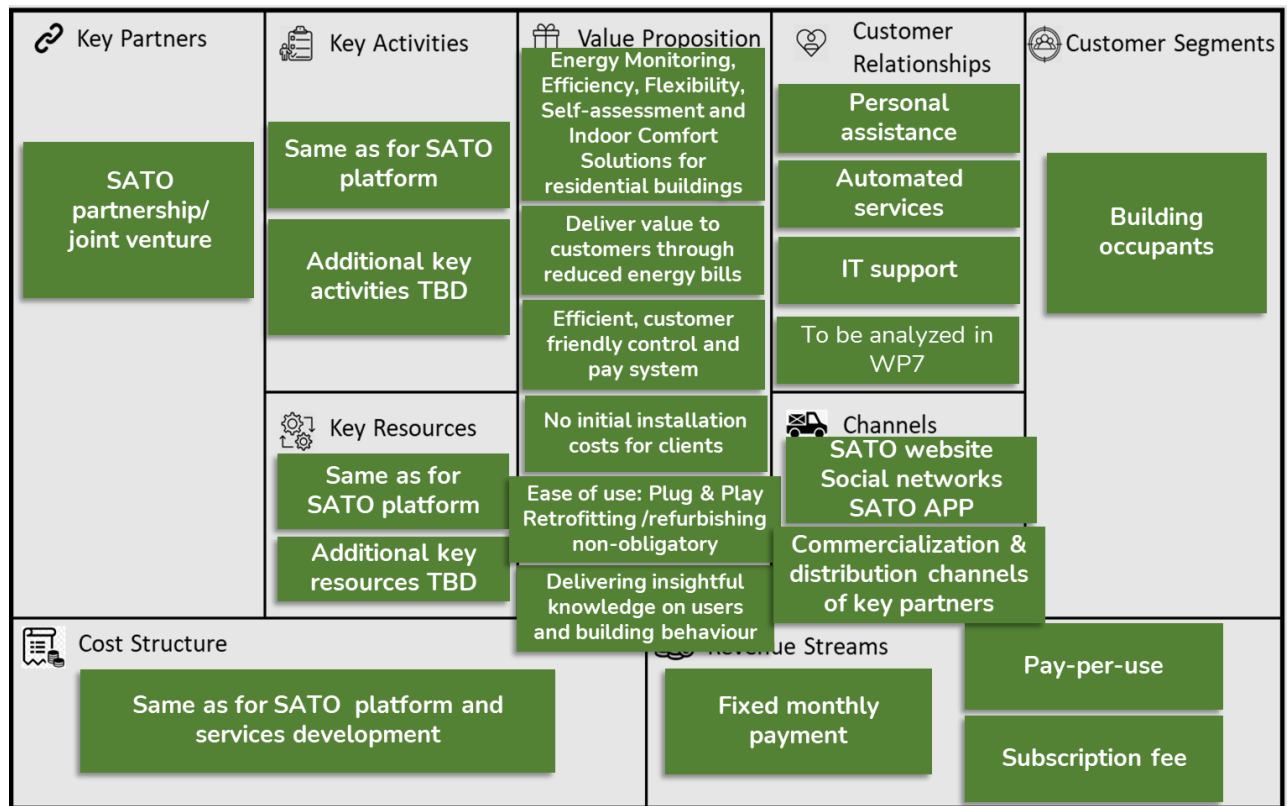 Key Partners
SATO
partnership/
joint venture
Key Activities
Same as for SATO
platform
Additional key
activities TBD
Key Resources
Same as for
SATO platform
Additional key
resources TBD
Value Proposition
Energy Monitoring,
Efficiency, Flexibility,
Self-assessment and
Indoor Comfort
Solutions for
residential buildings
Deliver value to
customers through
reduced energy bills
Efficient, customer
friendly control and
pay system
No initial installation
costs for clients
Ease of use: Plug & Play
Retrofitting /refurbishing
non-obligatory
Delivering insightful
knowledge on users
and building behaviour
Customer
Relationships
Personal
assistance
Automated
services
IT support
To be analyzed in
WP7
Channels
SATO website
Social networks
SATO APP
Commercialization &
distribution channels
of key partners
Customer Segments
Building
occupants
Cost Structure
Same as for SATO platform and
services development
Revenue Streams
Fixed monthly
payment
Pay-per-use
Subscription fee